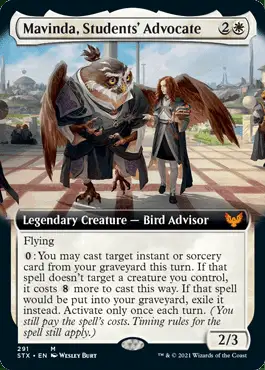 Mavinda, Students' Advocate 2
Legendary Creature — Bird Advisor
Flying
0: You may cast target instant or sorcery
card from your graveyard this turn. If that
spell doesn't target a creature you control,
it costs 8 more to cast this way. If that
spell would be put into your graveyard, exile it
instead. Activate only once each turn. (You
still pay the spell's costs. Timing rules for
the spell still apply.)
2/3
291 M
STX • EN WESLEY BURT
™ & © 2021 Wizards of the Coast